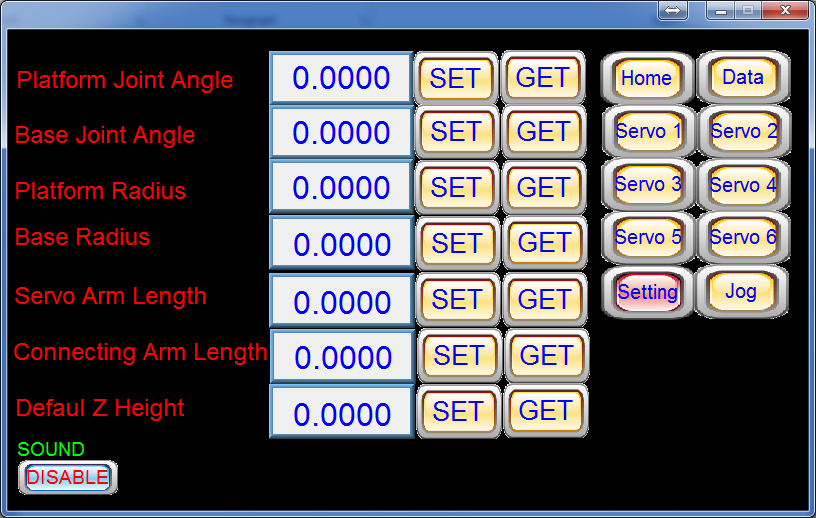 Platform Joint Angle 0.0000 SET GET Home Data
Base Joint Angle 0.0000 SET GET Servo 1 Servo 2
Platform Radius 0.0000 SET GET Servo 3 Servo 4
Base Radius 0.0000 SET GET Servo 5 Servo 6
Servo Arm Length 0.0000 SET GET Setting Jog
Connecting Arm Length 0.0000 SET GET
Defaul Z Height 0.0000 SET GET
SOUND
DISABLE